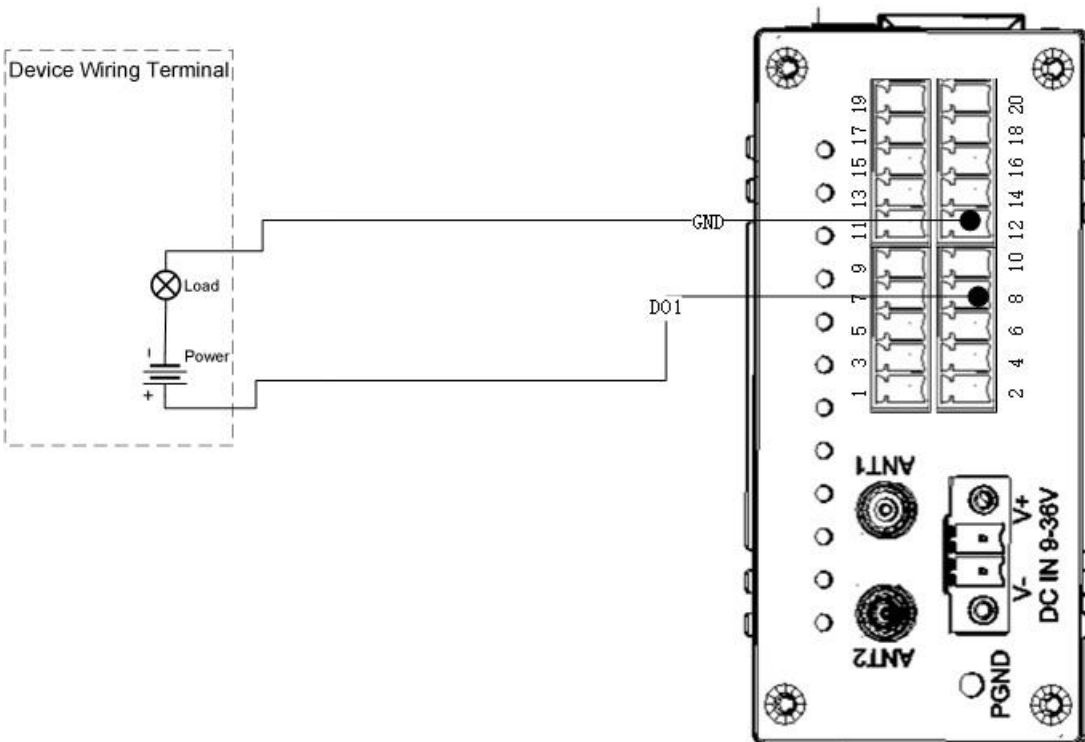 Device Wiring Terminal
Load
-
Power
+
GND
DO1
19
17
15
13
11
9
7
5
3
1
20
18
16
14
12
10
8
6
4
2
ANT1
ANT2
V+
V-
DC IN 9-36V
PGND